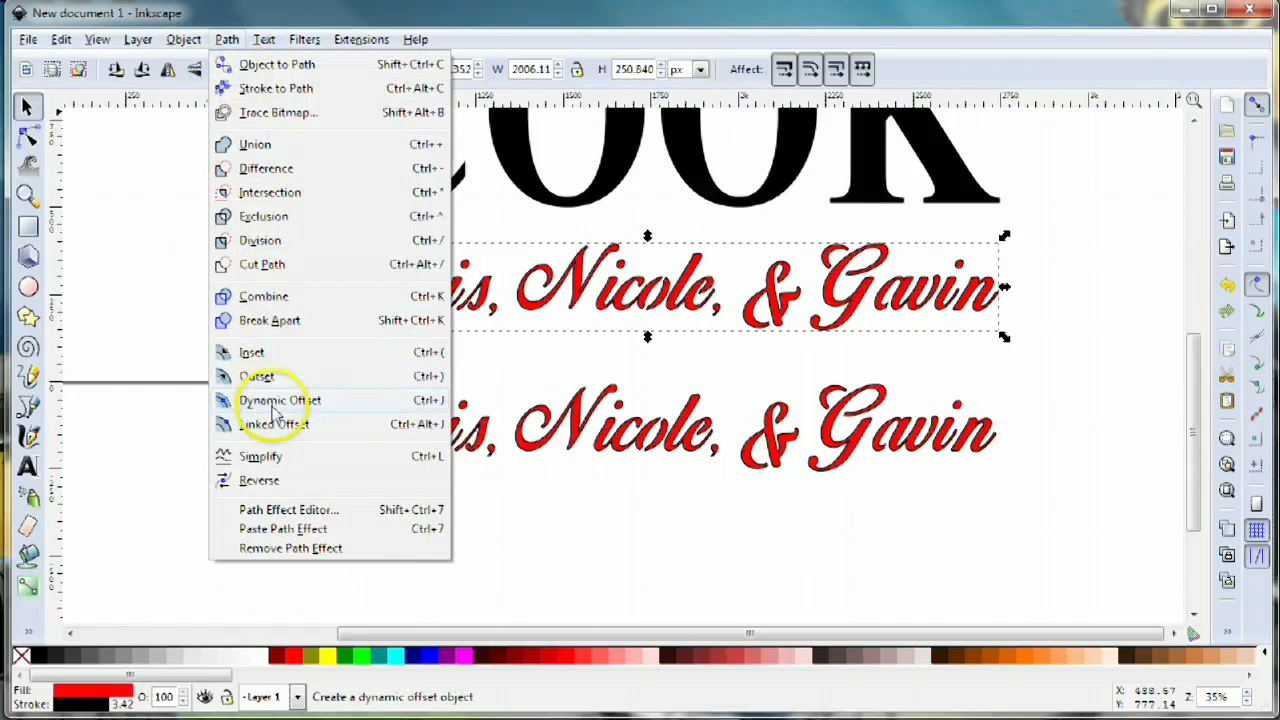 New document 1 - Inkscape
File Edit View Layer Object Path Text Filters Extensions Help
352 W 2006.11 H 250.840 px Affect:
Object to Path Shift+Ctrl+C
Stroke to Path Ctrl+Alt+C
Trace Bitmap... Shift+Alt+B
Union Ctrl++
Difference Ctrl+-
Intersection Ctrl+*
Exclusion Ctrl+^
Division Ctrl+/
Cut Path Ctrl+Alt+/
Combine Ctrl+K
Break Apart Shift+Ctrl+K
Inset Ctrl+(
Outset Ctrl+)
Dynamic Offset Ctrl+J
Linked Offset Ctrl+Alt+J
Simplify Ctrl+L
Reverse
Path Effect Editor... Shift+Ctrl+7
Paste Path Effect Ctrl+7
Remove Path Effect
OOK
is, Nicole, & Gavin
is, Nicole, & Gavin
Fill:
Stroke: 3.42 O: 100 -Layer 1 Create a dynamic offset object
X: 488.57
Y: 777.14
Z: 35%